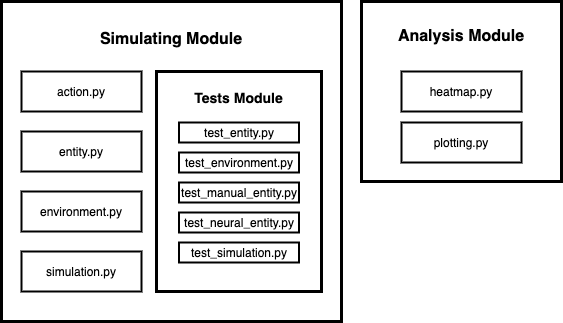 Simulating Module
action.py
entity.py
environment.py
simulation.py
Tests Module
test_entity.py
test_environment.py
test_manual_entity.py
test_neural_entity.py
test_simulation.py
Analysis Module
heatmap.py
plotting.py